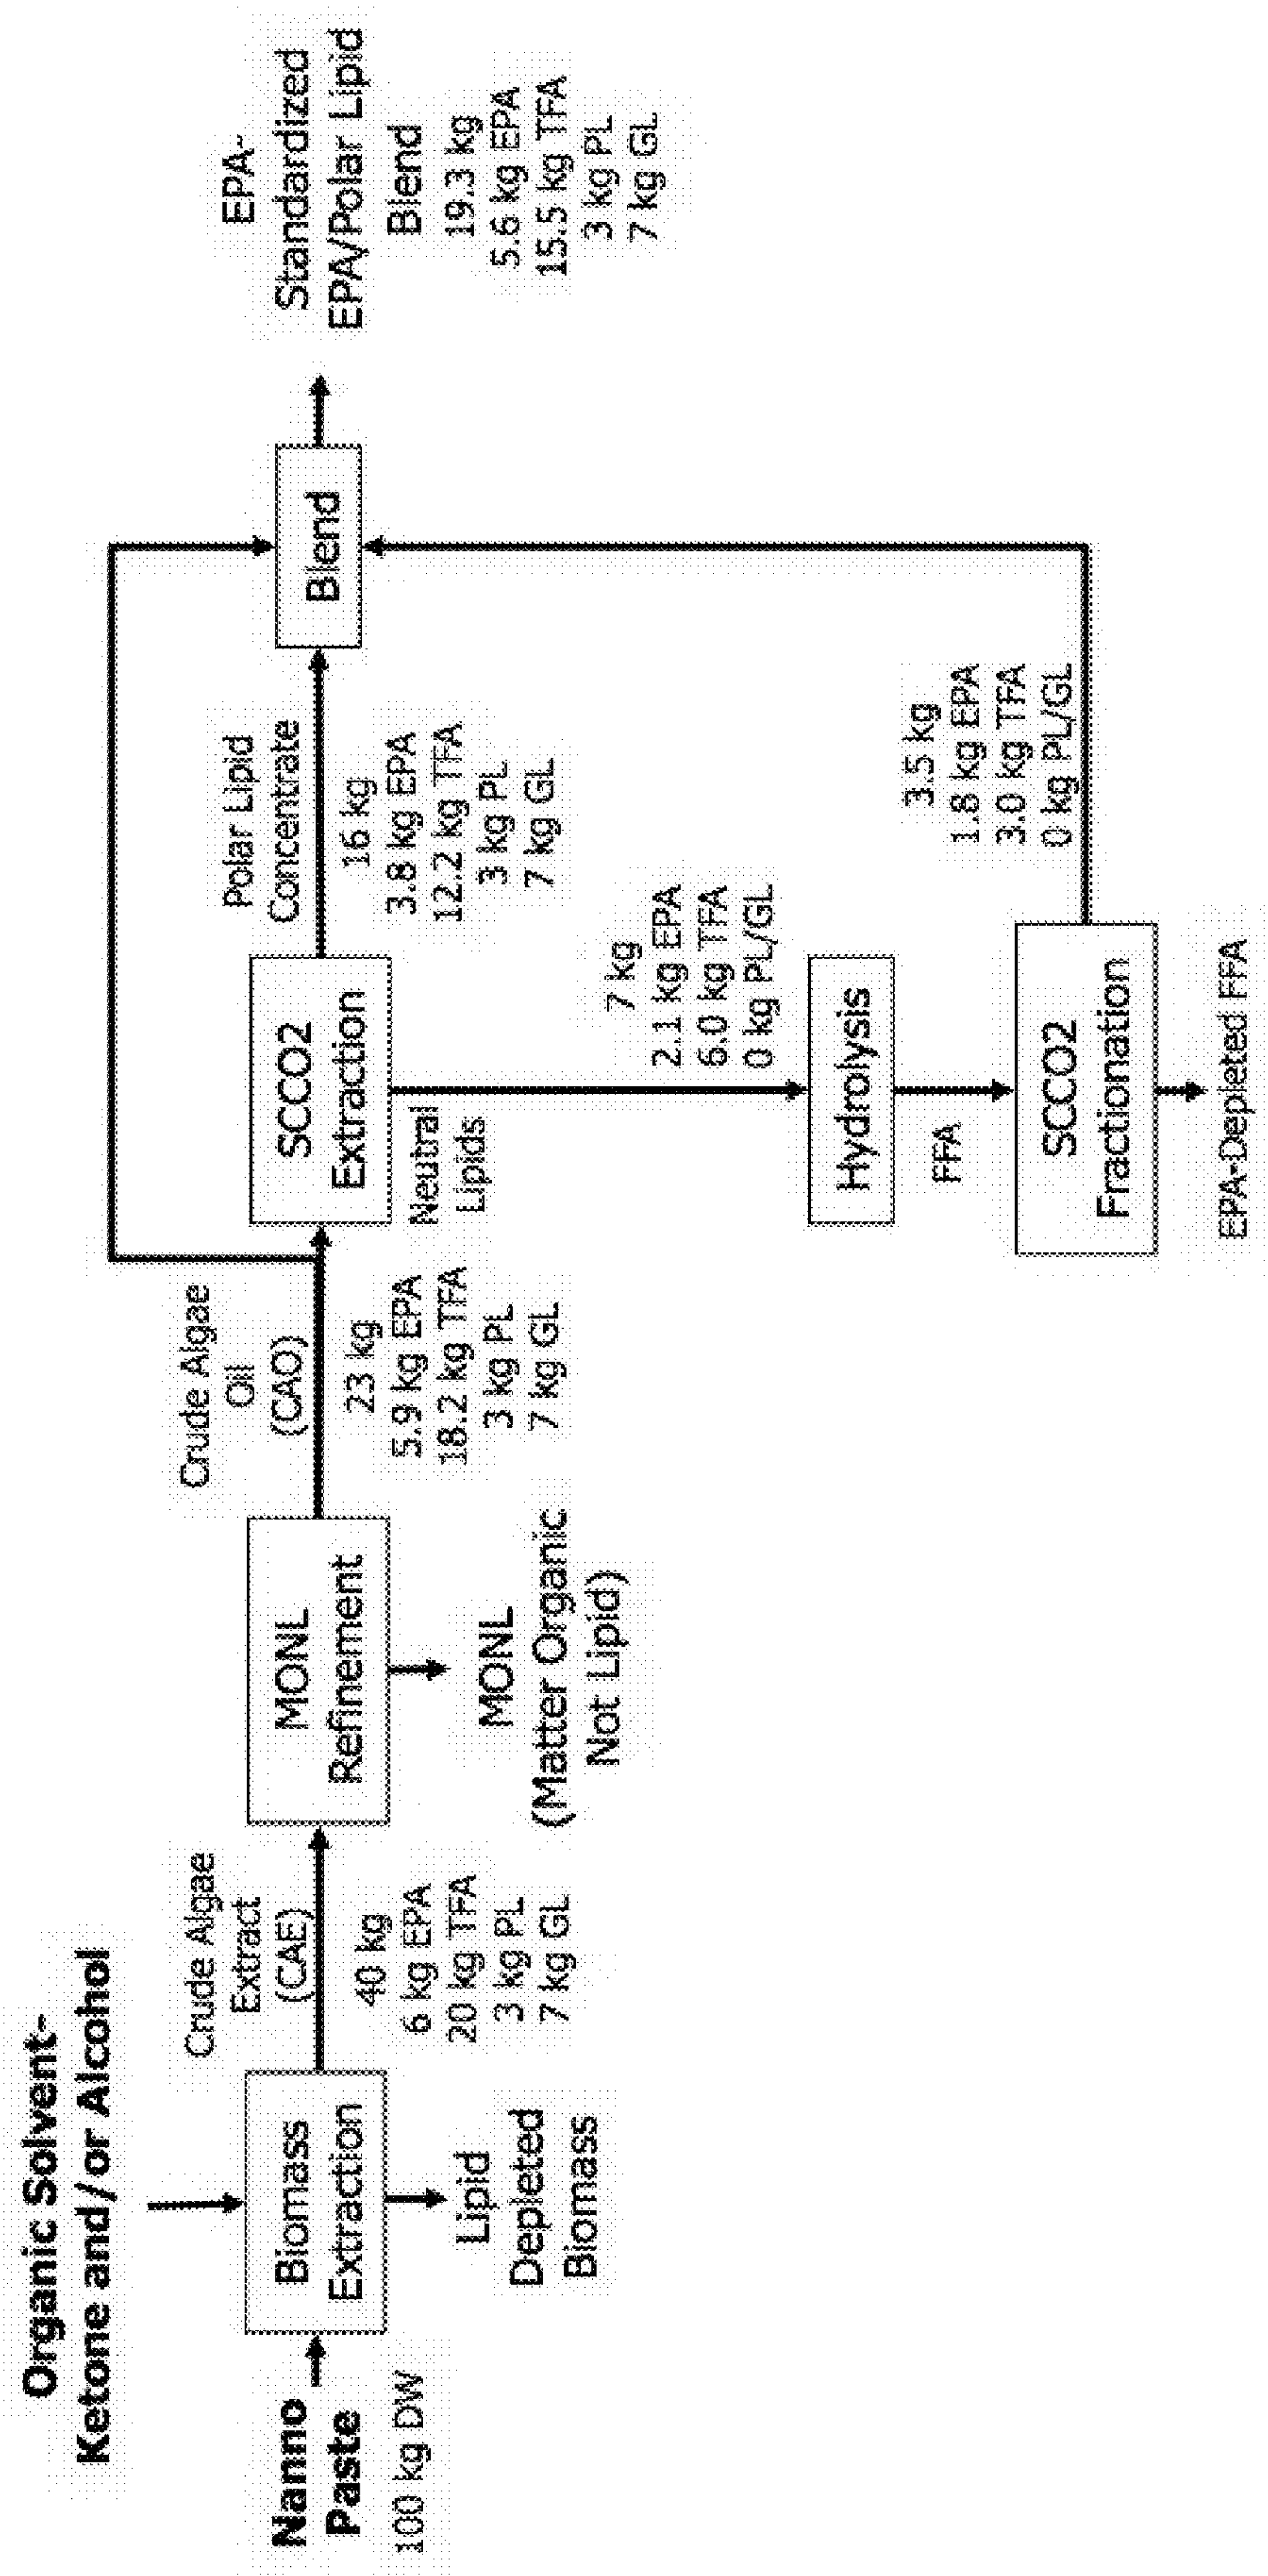 Organic Solvent-
Ketone and/or Alcohol
Nanno
Paste
100 kg DW
Biomass
Extraction
Lipid
Depleted
Biomass
Crude Algae
Extract
(CAE)
40 kg
6 kg EPA
20 kg TFA
3 kg PL
7 kg GL
MONL
Refinement
MONL
(Matter Organic
Not Lipid)
Crude Algae
Oil
(CAO)
23 kg
5.9 kg EPA
18.2 kg TFA
3 kg PL
7 kg GL
SCCO2
Extraction
Neutral
Lipids
Polar Lipid
Concentrate
16 kg
3.8 kg EPA
12.2 kg TFA
3 kg PL
7 kg GL
7 kg
2.1 kg EPA
6.0 kg TFA
0 kg PL/GL
Hydrolysis
FFA
SCCO2
Fractionation
EPA-Depleted FFA
3.5 kg
1.8 kg EPA
3.0 kg TFA
0 kg PL/GL
Blend
EPA-
Standardized
EPA/Polar Lipid
Blend
19.3 kg
5.6 kg EPA
15.5 kg TFA
3 kg PL
7 kg GL